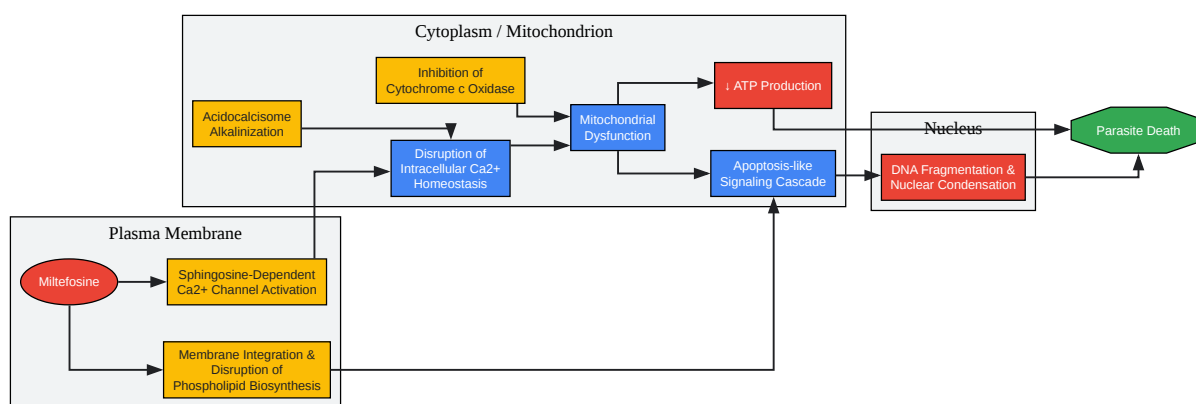 Cytoplasm / Mitochondrion
Inhibition of
Cytochrome c Oxidase
↓ ATP Production
Acidocalcisome
Alkalinization
Mitochondrial
Dysfunction
Nucleus
Parasite Death
Disruption of
Intracellular Ca2+
Homeostasis
Apoptosis-like
Signaling Cascade
DNA Fragmentation &
Nuclear Condensation
Plasma Membrane
Miltefosine
Sphingosine-Dependent
Ca2+ Channel Activation
Membrane Integration &
Disruption of
Phospholipid Biosynthesis